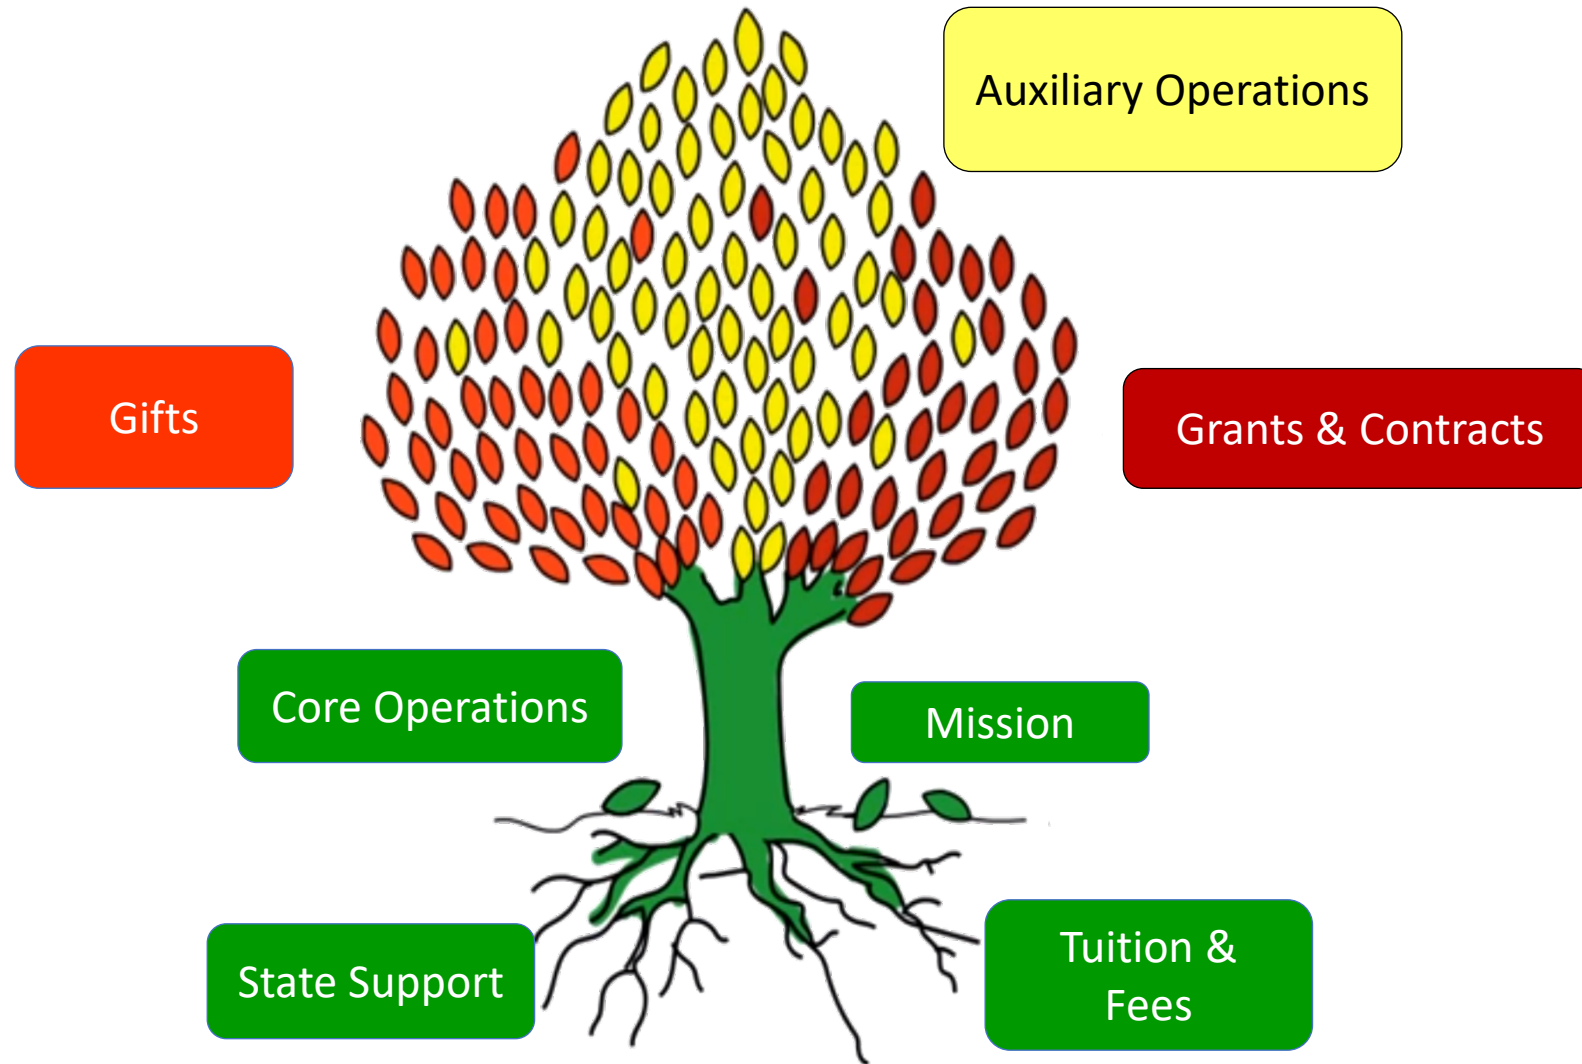 Auxiliary Operations
Gifts
Grants & Contracts
Core Operations
Mission
State Support
Tuition &
Fees